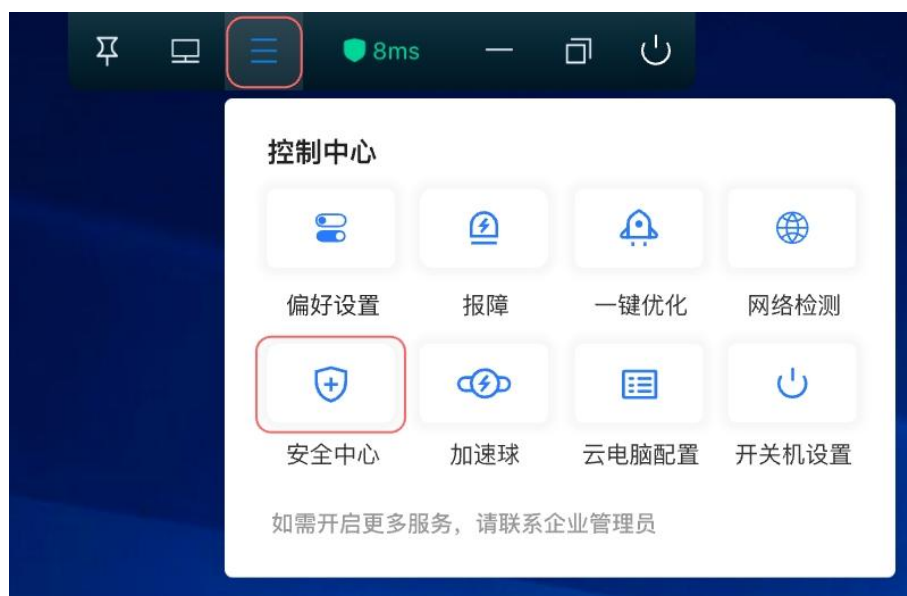 8ms
控制中心
偏好设置 报障 一键优化 网络检测
安全中心 加速球 云电脑配置 开关机设置
如需开启更多服务，请联系企业管理员